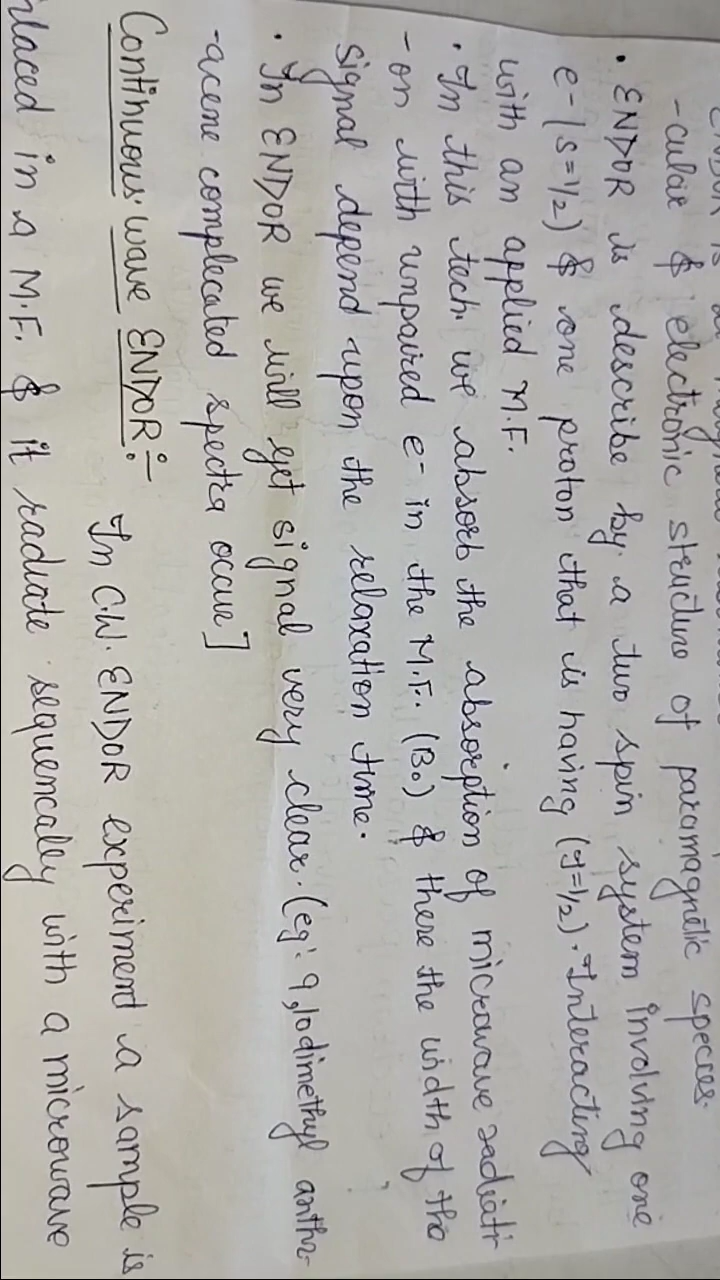 -cular & electronic structure of paramagnetic species.
• ENDOR is describe by a two spin system involving one
e- (s=1/2) & one proton that is having (I=1/2). Interacting
with an applied M.F.
• In this tech. we absorb the absorption of microwave radiati
-on with unpaired e- in the M.F. (B₀) & there the width of the
signal depend upon the relaxation time.
• In ENDOR we will get signal very clear. (eg: 9,10dimethyl anthr-
-acene complecated spectra occur]
Continuous wave ENDOR:-
In C.W. ENDOR experiment a sample is
placed in a M.F. & it radiate sequencally with a microwave